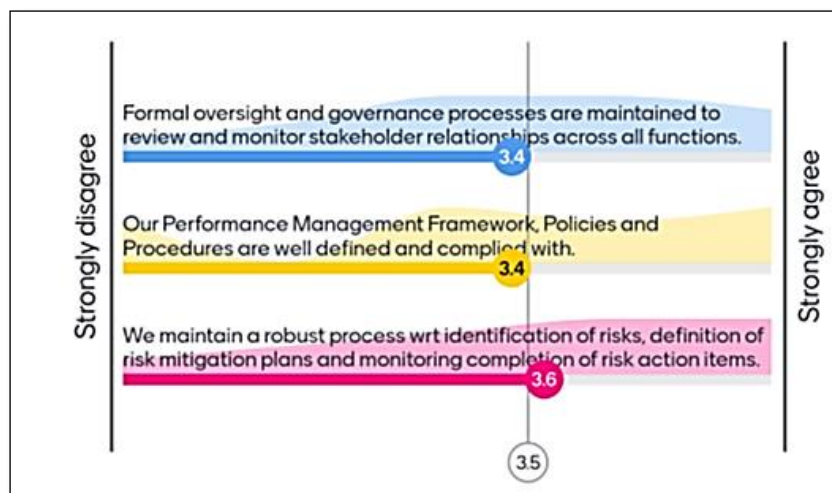 Strongly disagree
Formal oversight and governance processes are maintained to
review and monitor stakeholder relationships across all functions.
3.4
Our Performance Management Framework, Policies and
Procedures are well defined and complied with.
3.4
We maintain a robust process wrt identification of risks, definition of
risk mitigation plans and monitoring completion of risk action items.
3.6
3.5
Strongly agree